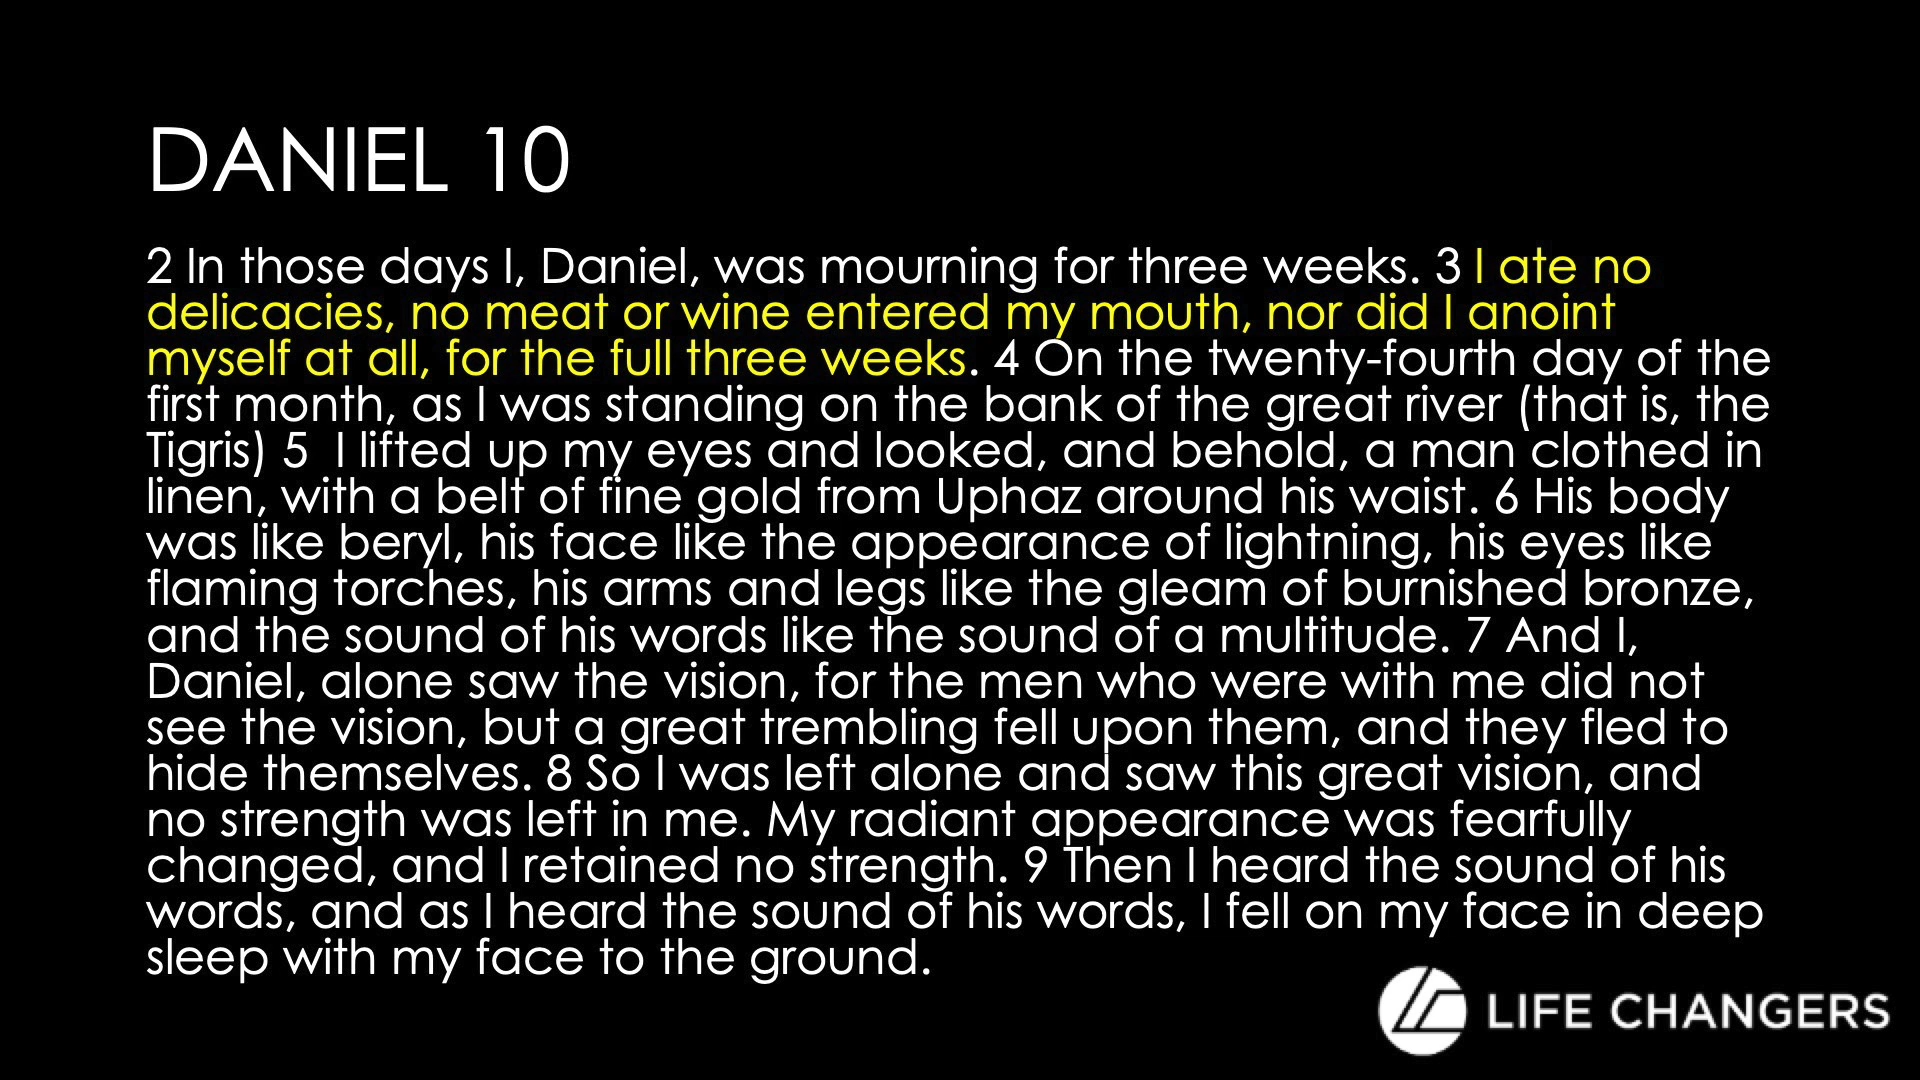 DANIEL 10
2 In those days I, Daniel, was mourning for three weeks. 3 I ate no
delicacies, no meat or wine entered my mouth, nor did I anoint
myself at all, for the full three weeks. 4 On the twenty-fourth day of the
first month, as I was standing on the bank of the great river (that is, the
Tigris) 5  I lifted up my eyes and looked, and behold, a man clothed in
linen, with a belt of fine gold from Uphaz around his waist. 6 His body
was like beryl, his face like the appearance of lightning, his eyes like
flaming torches, his arms and legs like the gleam of burnished bronze,
and the sound of his words like the sound of a multitude. 7 And I,
Daniel, alone saw the vision, for the men who were with me did not
see the vision, but a great trembling fell upon them, and they fled to
hide themselves. 8 So I was left alone and saw this great vision, and
no strength was left in me. My radiant appearance was fearfully
changed, and I retained no strength. 9 Then I heard the sound of his
words, and as I heard the sound of his words, I fell on my face in deep
sleep with my face to the ground.
LIFE CHANGERS